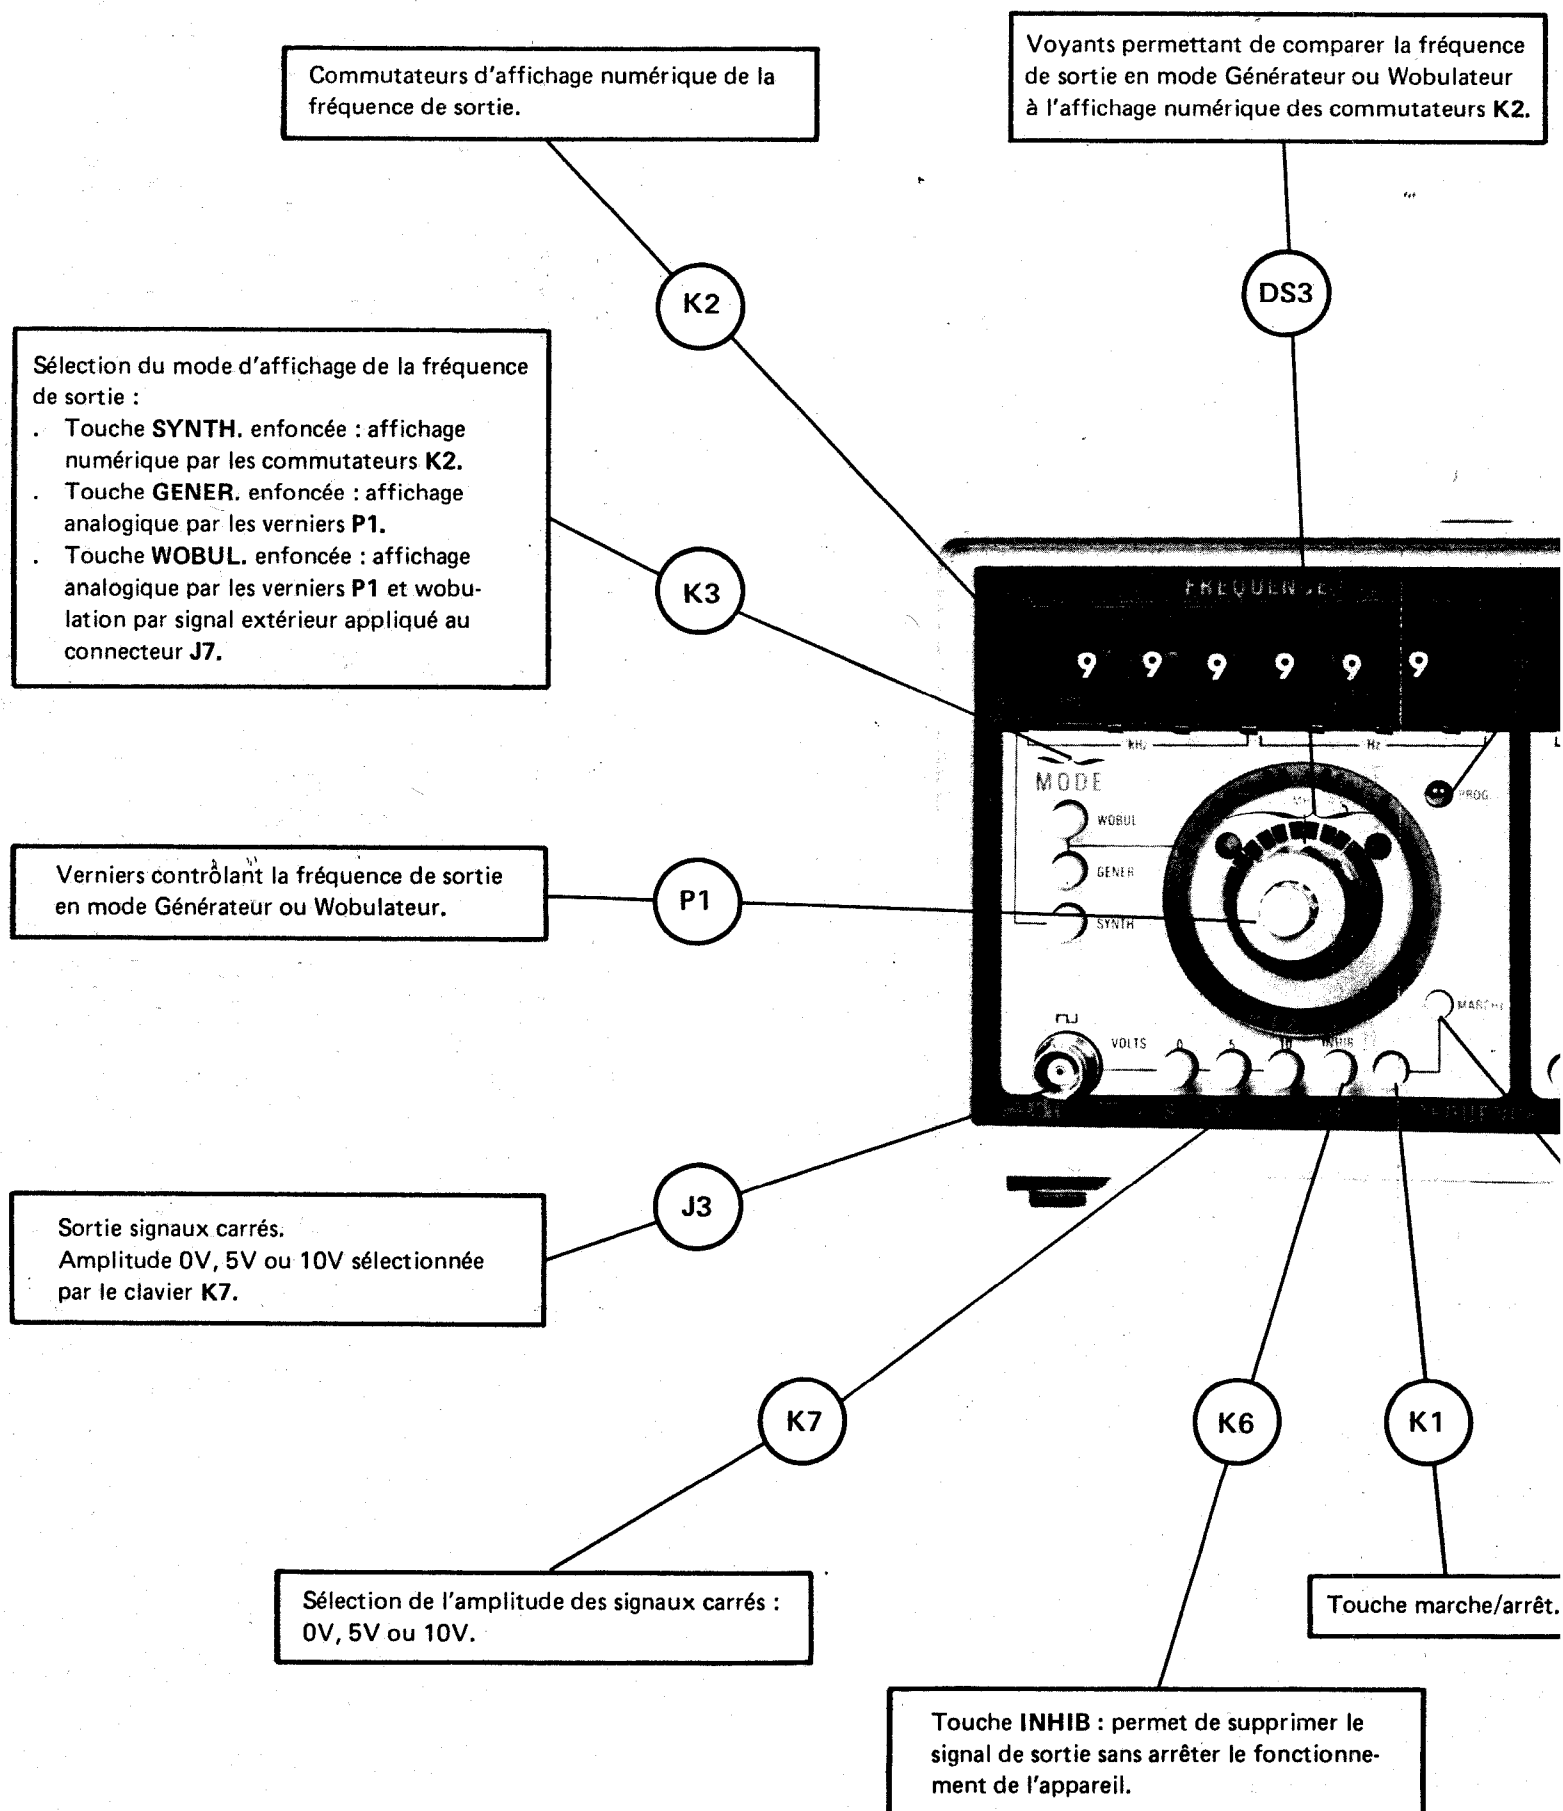 Commutateurs d'affichage numérique de la
fréquence de sortie.
Voyants permettant de comparer la fréquence
de sortie en mode Générateur ou Wobulateur
à l'affichage numérique des commutateurs K2.
K2
DS3
Sélection du mode d'affichage de la fréquence
de sortie :
. Touche SYNTH. enfoncée : affichage
numérique par les commutateurs K2.
. Touche GENER. enfoncée : affichage
analogique par les verniers P1.
. Touche WOBUL. enfoncée : affichage
analogique par les verniers P1 et wobu-
lation par signal extérieur appliqué au
connecteur J7.
K3
FREQUENCE
9 9 9 9 9 9
kHz
Hz
MODE
PROG.
WOBUL
GENER
SYNTH
Verniers contrôlant la fréquence de sortie
en mode Générateur ou Wobulateur.
P1
MARCHE
VOLTS 0 5 10 INHIB
Sortie signaux carrés.
Amplitude 0V, 5V ou 10V sélectionnée
par le clavier K7.
J3
K7
K6
K1
Sélection de l'amplitude des signaux carrés :
0V, 5V ou 10V.
Touche marche/arrêt.
Touche INHIB : permet de supprimer le
signal de sortie sans arrêter le fonctionne-
ment de l'appareil.